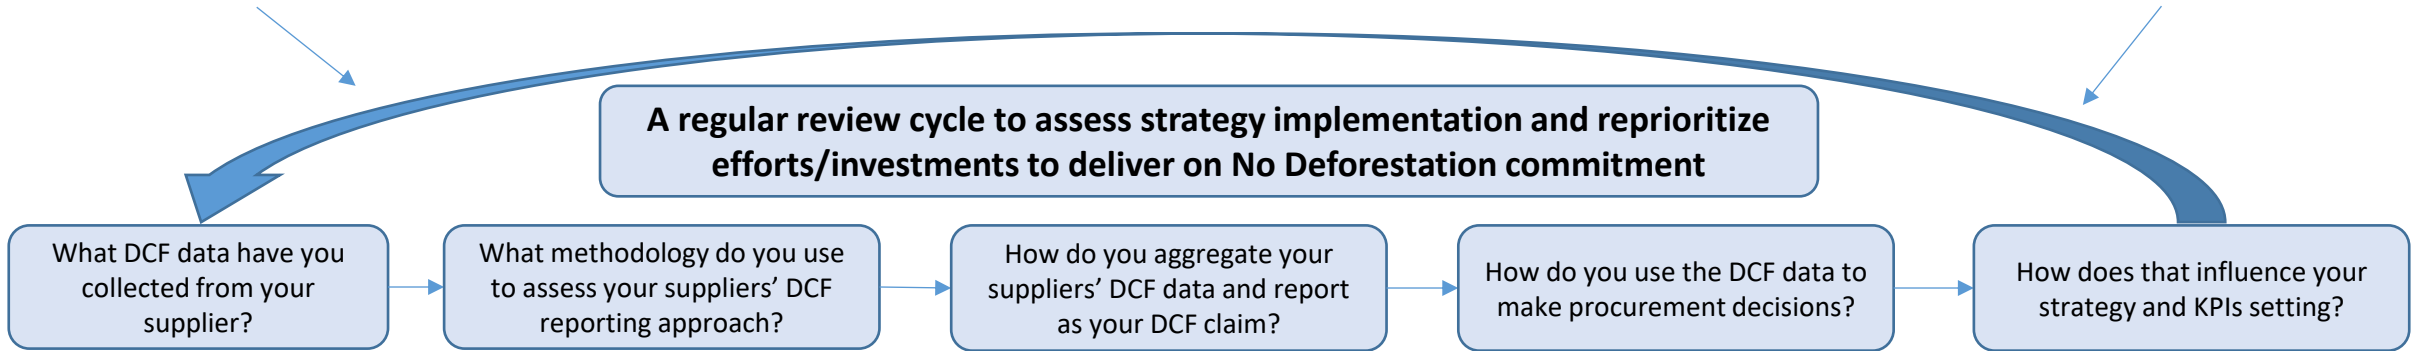 A regular review cycle to assess strategy implementation and reprioritize
efforts/investments to deliver on No Deforestation commitment
What DCF data have you
collected from your
supplier?
What methodology do you use
to assess your suppliers’ DCF
reporting approach?
How do you aggregate your
suppliers’ DCF data and report
as your DCF claim?
How do you use the DCF data to
make procurement decisions?
How does that influence your
strategy and KPIs setting?